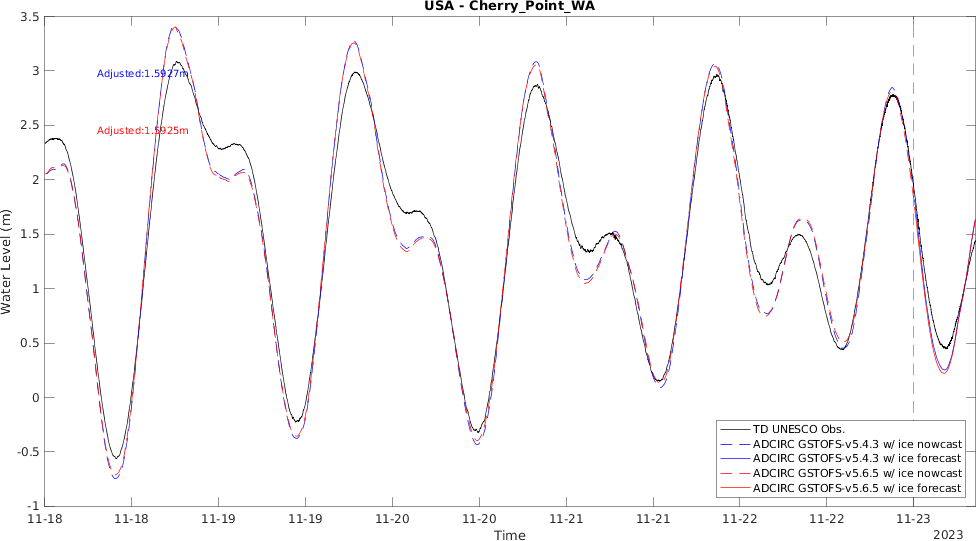 USA - Cherry_Point_WA
3.5
3
2.5
2
1.5
1
0.5
0
-0.5
-1
Water Level (m)
Adjusted:1.5927m
Adjusted:1.5925m
TD UNESCO Obs.
ADCIRC GSTOFS-v5.4.3 w/ ice nowcast
ADCIRC GSTOFS-v5.4.3 w/ ice forecast
ADCIRC GSTOFS-v5.6.5 w/ ice nowcast
ADCIRC GSTOFS-v5.6.5 w/ ice forecast
11-18 11-18 11-19 11-19 11-20 11-20 11-21 11-21 11-22 11-22 11-23
Time
2023